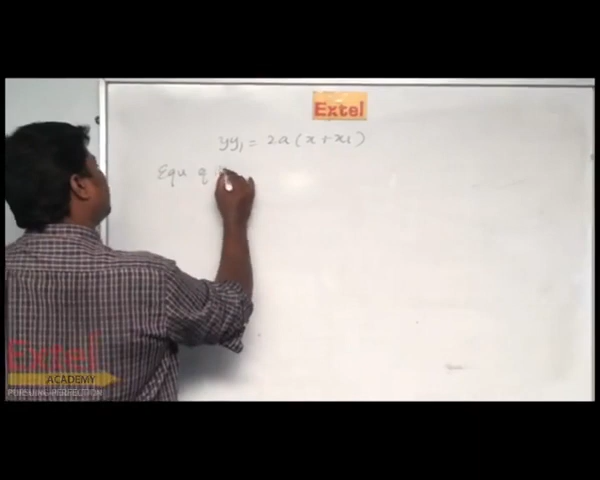 Extel
yy₁ = 2a (x + x₁)
Equ of
Extel
ACADEMY